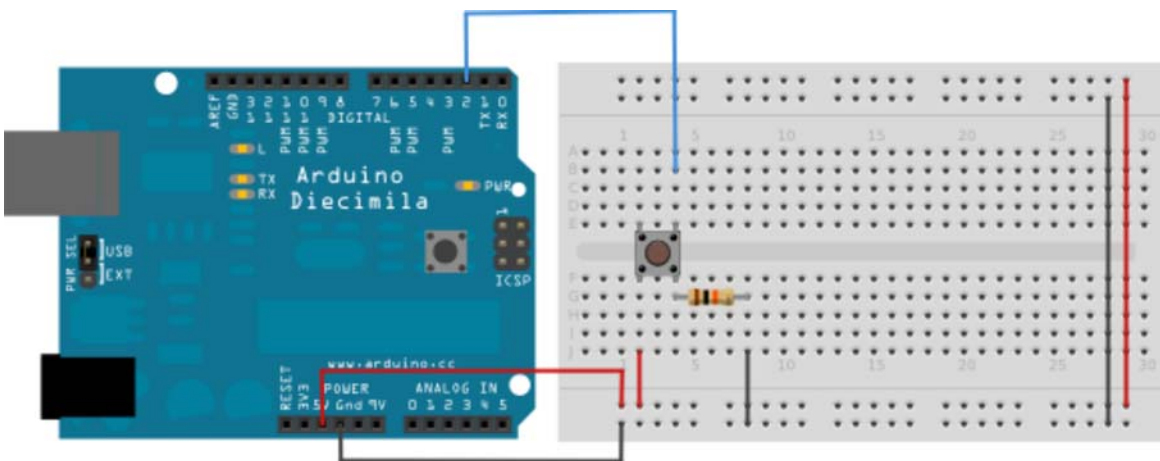 AREF
GND
13
12
11
10
9
8
7
6
5
4
3
2
TX 1
RX 0
PWM
PWM
PWM
PWM
PWM
PWM
DIGITAL
L
TX
RX
Arduino
Diecimila
PWR
1
ICSP
PWR SEL
USB
EXT
www.arduino.cc
POWER
ANALOG IN
RESET
3V3
5V
Gnd
9V
0 1 2 3 4 5
1 5 10 15 20 25 30
A
B
C
D
E
F
G
H
I
J
1 5 10 15 20 25 30